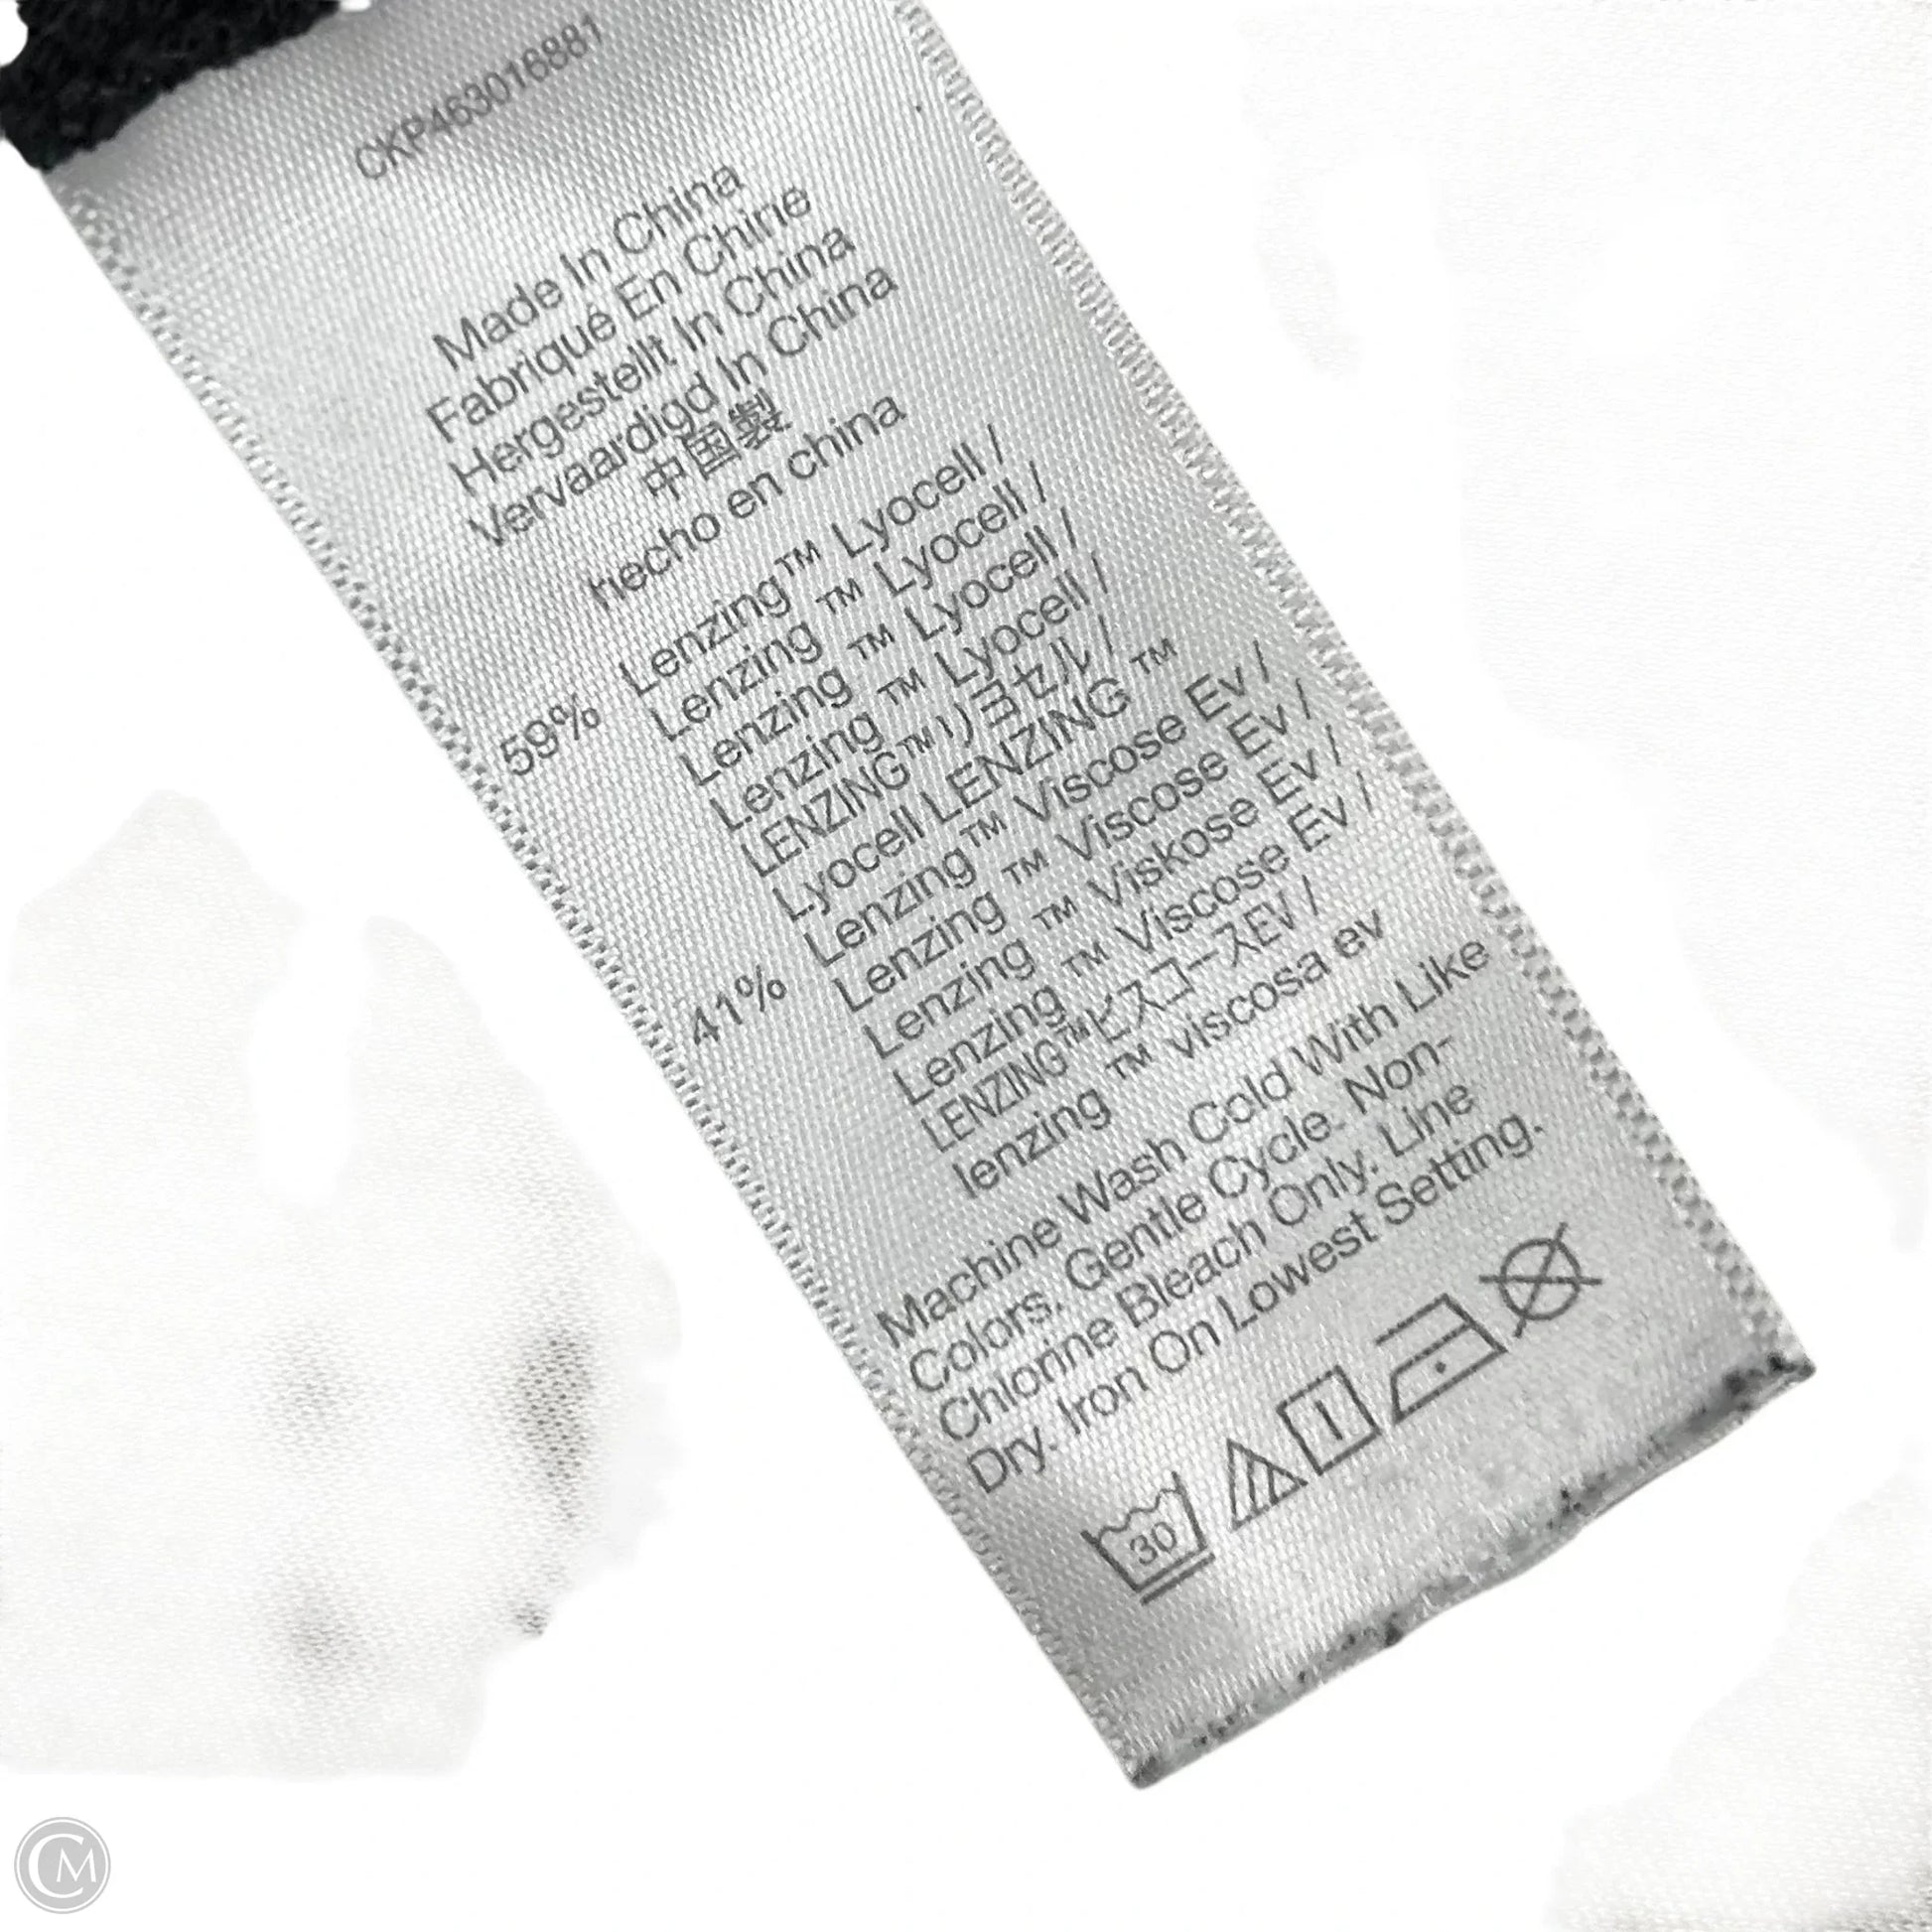 CKP463016881
Made In China
Fabriqué En Chine
Hergestellt In China
Vervaardigd In China
中国製
hecho en china
59% Lenzing™ Lyocell /
Lenzing ™ Lyocell /
Lenzing ™ Lyocell /
Lenzing ™ Lyocell /
LENZING™リヨセル /
Lyocell LENZING ™
41% Lenzing™ Viscose Ev /
Lenzing ™ Viscose Ev /
Lenzing ™ Viskose Ev /
Lenzing ™ Viscose Ev /
LENZING™ビスコースEV /
lenzing ™ viscosa ev
Machine Wash Cold With Like
Colors. Gentle Cycle. Non-
Chlorine Bleach Only. Line
Dry. Iron On Lowest Setting.
30
CM